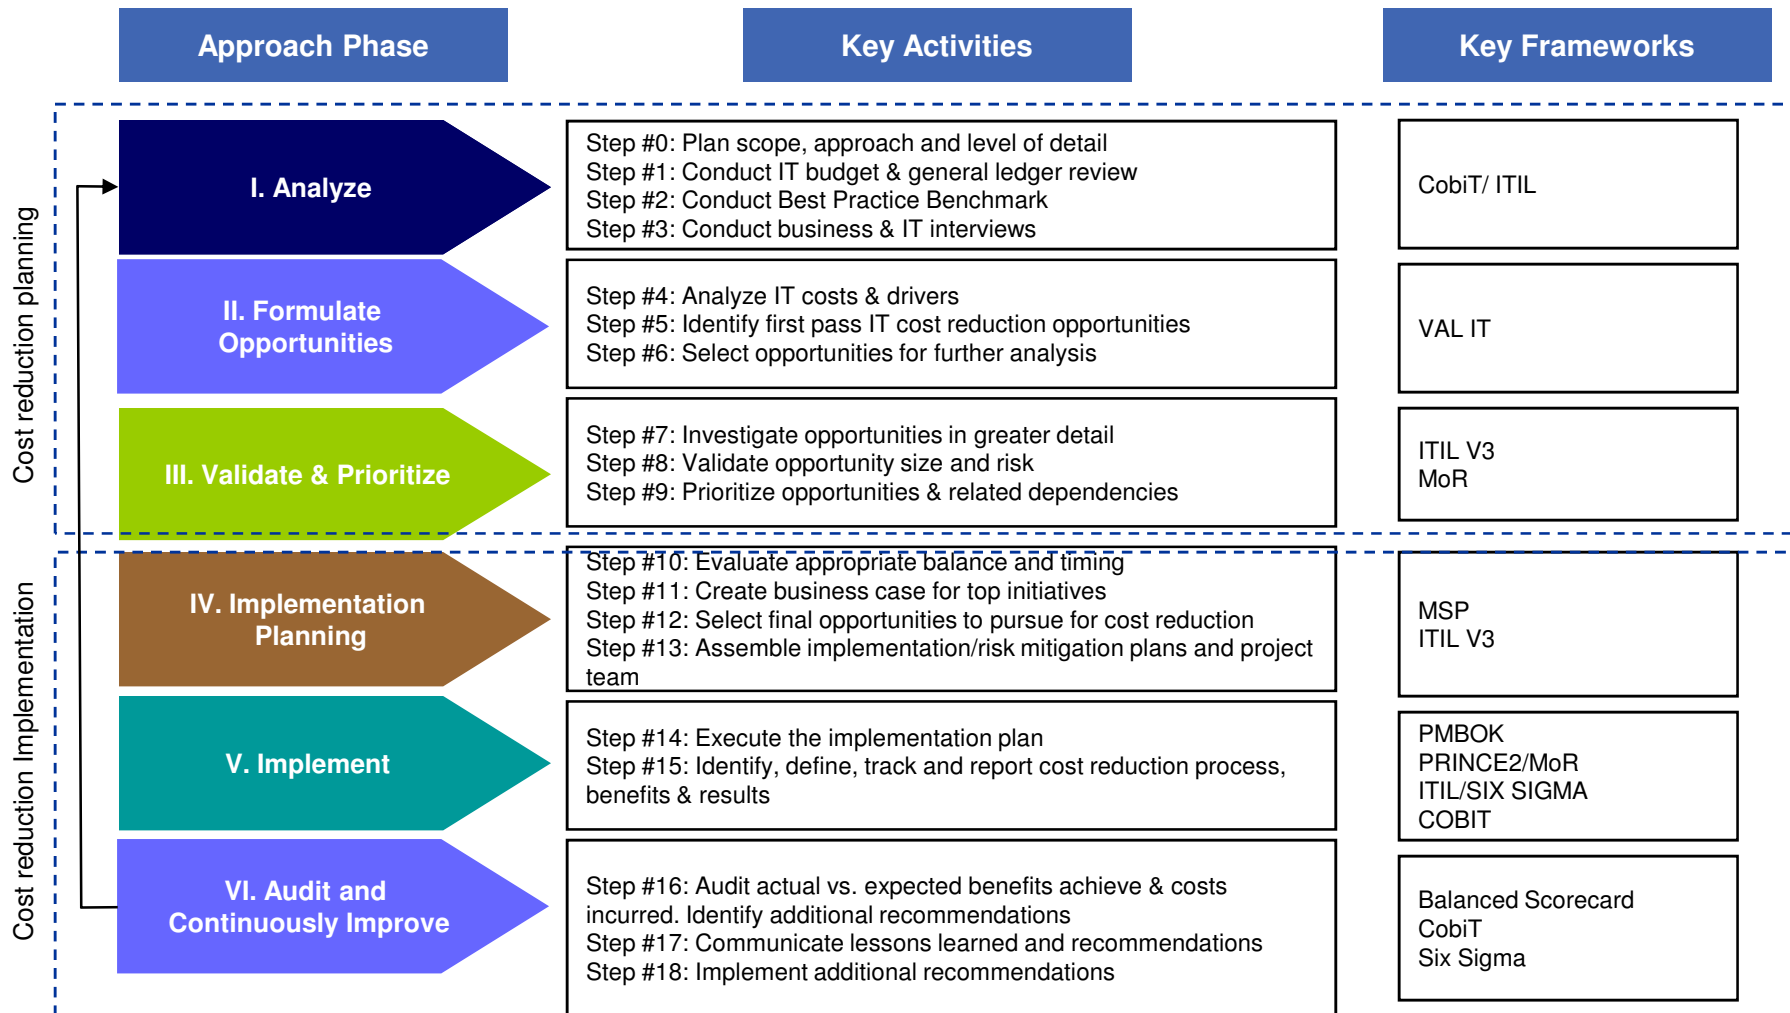 Approach Phase
Key Activities
Key Frameworks
Cost reduction planning
I. Analyze
Step #0: Plan scope, approach and level of detail
Step #1: Conduct IT budget & general ledger review
Step #2: Conduct Best Practice Benchmark
Step #3: Conduct business & IT interviews
CobiT/ ITIL
II. Formulate
Opportunities
Step #4: Analyze IT costs & drivers
Step #5: Identify first pass IT cost reduction opportunities
Step #6: Select opportunities for further analysis
VAL IT
III. Validate & Prioritize
Step #7: Investigate opportunities in greater detail
Step #8: Validate opportunity size and risk
Step #9: Prioritize opportunities & related dependencies
ITIL V3
MoR
Cost reduction Implementation
IV. Implementation
Planning
Step #10: Evaluate appropriate balance and timing
Step #11: Create business case for top initiatives
Step #12: Select final opportunities to pursue for cost reduction
Step #13: Assemble implementation/risk mitigation plans and project
team
MSP
ITIL V3
V. Implement
Step #14: Execute the implementation plan
Step #15: Identify, define, track and report cost reduction process,
benefits & results
PMBOK
PRINCE2/MoR
ITIL/SIX SIGMA
COBIT
VI. Audit and
Continuously Improve
Step #16: Audit actual vs. expected benefits achieve & costs
incurred. Identify additional recommendations
Step #17: Communicate lessons learned and recommendations
Step #18: Implement additional recommendations
Balanced Scorecard
CobiT
Six Sigma